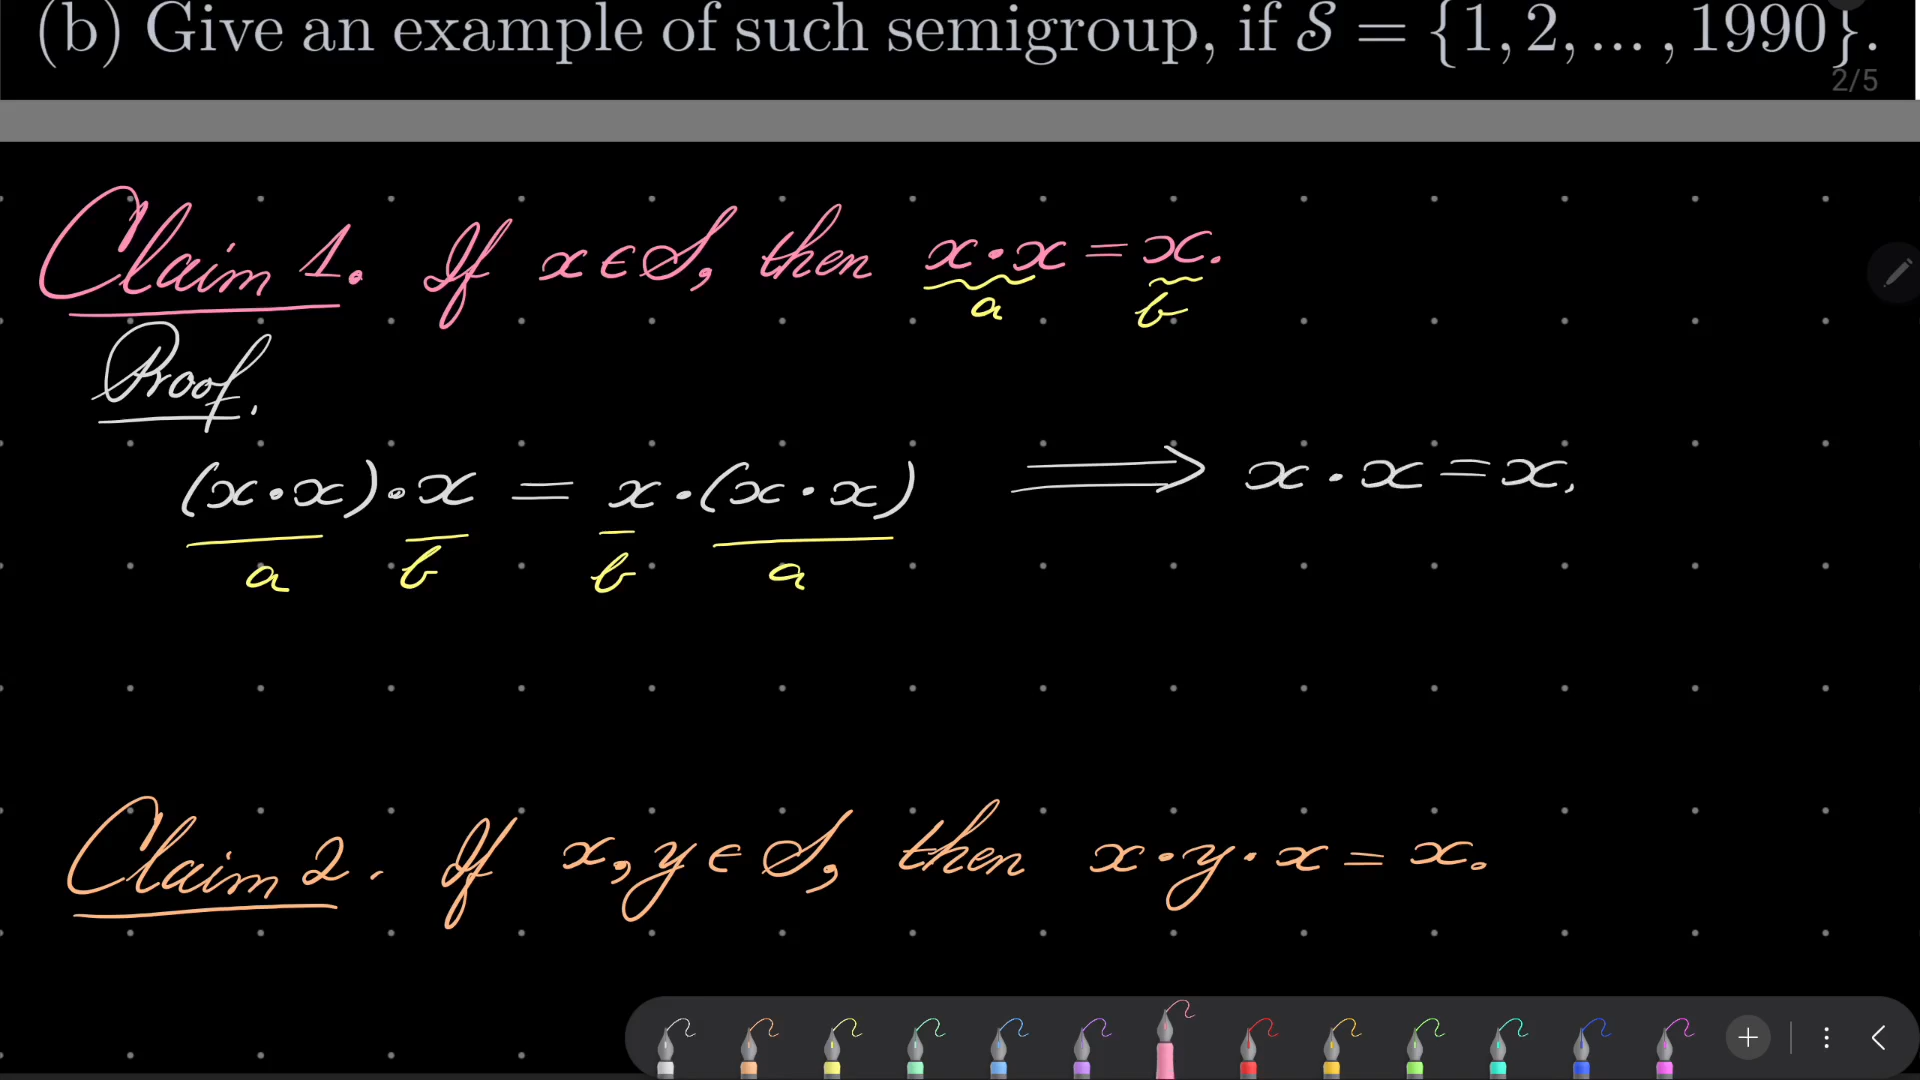 (b) Give an example of such semigroup, if 𝒮 = {1, 2, ... , 1990}.
2/5
Claim 1. If x ∈ S, then x · x = x.
a b
Proof.
(x · x) · x = x · (x · x) ⟹ x · x = x,
a b b a
Claim 2. If x, y ∈ S, then x · y · x = x.